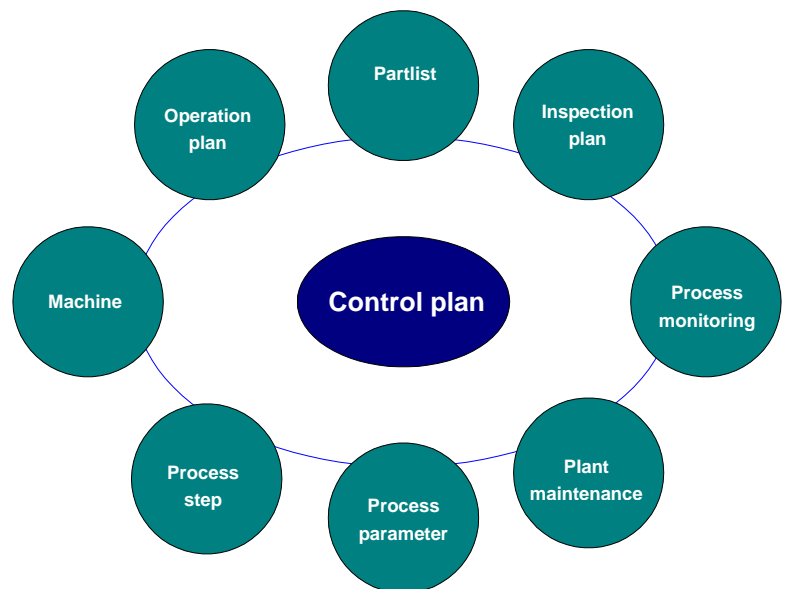 Partlist
Operation
plan
Inspection
plan
Machine
Control plan
Process
monitoring
Process
step
Process
parameter
Plant
maintenance